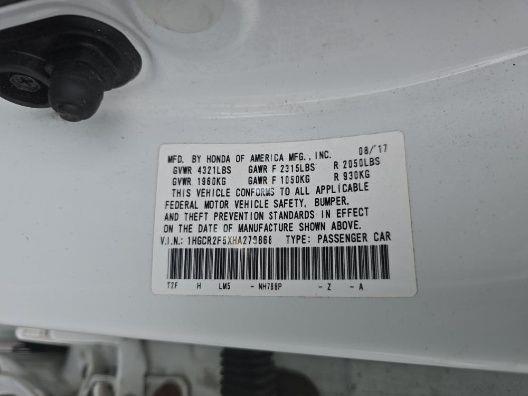 MFD. BY HONDA OF AMERICA MFG., INC. 08/17
GVWR 4321LBS GAWR F 2315LBS R 2050LBS
GVWR 1960KG GAWR F 1050KG R 930KG
THIS VEHICLE CONFORMS TO ALL APPLICABLE
FEDERAL MOTOR VEHICLE SAFETY, BUMPER,
AND THEFT PREVENTION STANDARDS IN EFFECT
ON THE DATE OF MANUFACTURE SHOWN ABOVE.
V.I.N.: TYPE: PASSENGER CAR
T2F H LM5 - NH788P - Z - A